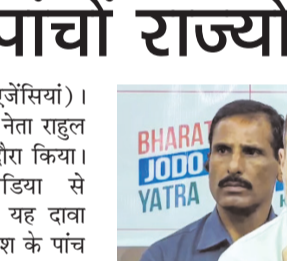 पांचों राज्यो
एजेंसियां)।
नेता राहुल
दौरा किया।
डिया से
यह दावा
श के पांच
BHARAT
JODO
YATRA